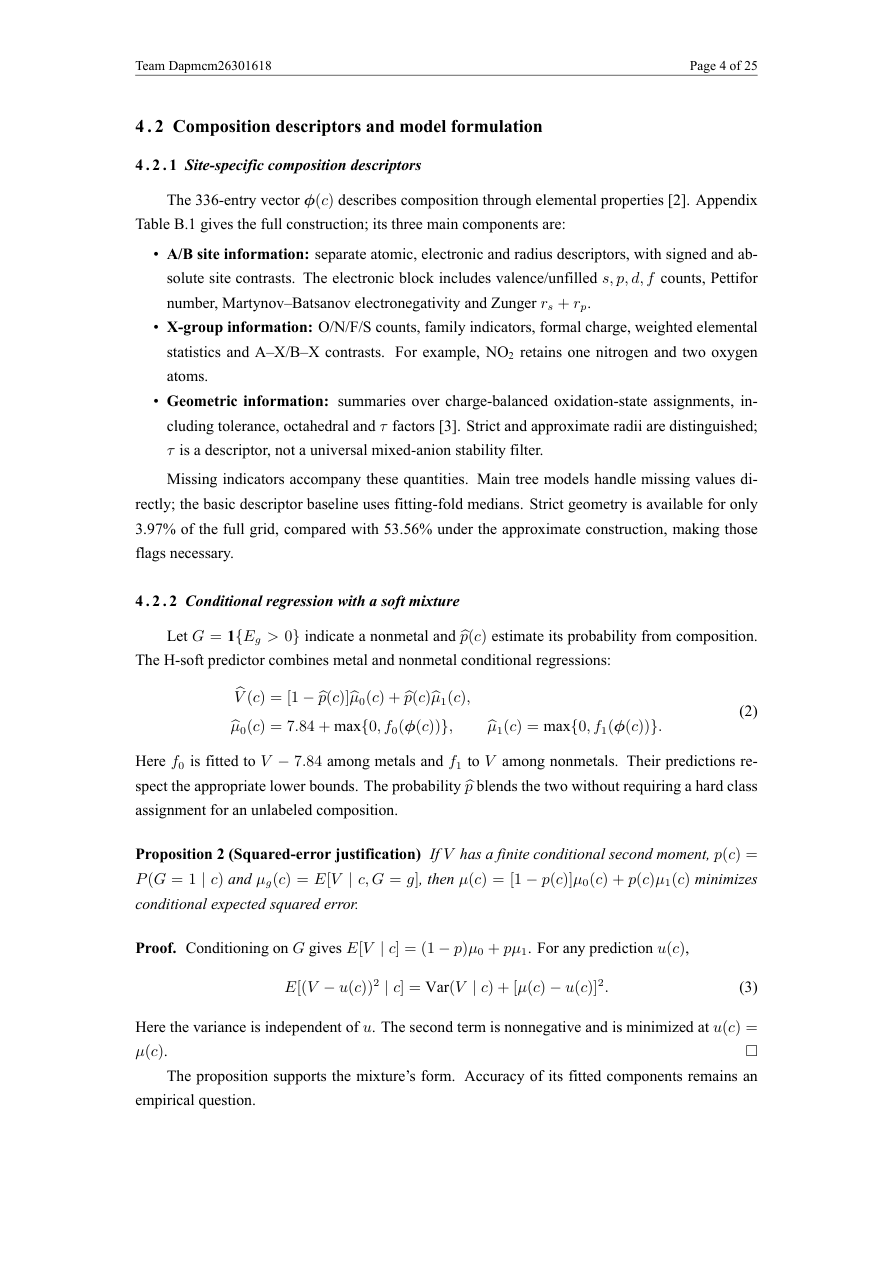 Team Dapmcm26301618 Page 4 of 25
4.2 Composition descriptors and model formulation
4.2.1 Site-specific composition descriptors
The 336-entry vector ϕ(c) describes composition through elemental properties [2]. Appendix
Table B.1 gives the full construction; its three main components are:
• A/B site information: separate atomic, electronic and radius descriptors, with signed and ab-
solute site contrasts. The electronic block includes valence/unfilled s, p, d, f counts, Pettifor
number, Martynov–Batsanov electronegativity and Zunger rₛ + rₚ.
• X-group information: O/N/F/S counts, family indicators, formal charge, weighted elemental
statistics and A–X/B–X contrasts. For example, NO₂ retains one nitrogen and two oxygen
atoms.
• Geometric information: summaries over charge-balanced oxidation-state assignments, in-
cluding tolerance, octahedral and τ factors [3]. Strict and approximate radii are distinguished;
τ is a descriptor, not a universal mixed-anion stability filter.
Missing indicators accompany these quantities. Main tree models handle missing values di-
rectly; the basic descriptor baseline uses fitting-fold medians. Strict geometry is available for only
3.97% of the full grid, compared with 53.56% under the approximate construction, making those
flags necessary.
4.2.2 Conditional regression with a soft mixture
Let G = 1{E_g > 0} indicate a nonmetal and p̂(c) estimate its probability from composition.
The H-soft predictor combines metal and nonmetal conditional regressions:
V̂(c) = [1 − p̂(c)]μ̂₀(c) + p̂(c)μ̂₁(c),
μ̂₀(c) = 7.84 + max{0, f₀(ϕ(c))}, μ̂₁(c) = max{0, f₁(ϕ(c))}. (2)
Here f₀ is fitted to V − 7.84 among metals and f₁ to V among nonmetals. Their predictions re-
spect the appropriate lower bounds. The probability p̂ blends the two without requiring a hard class
assignment for an unlabeled composition.
Proposition 2 (Squared-error justification) If V has a finite conditional second moment, p(c) =
P(G = 1 | c) and μ_g(c) = E[V | c, G = g], then μ(c) = [1 − p(c)]μ₀(c) + p(c)μ₁(c) minimizes
conditional expected squared error.
Proof. Conditioning on G gives E[V | c] = (1 − p)μ₀ + pμ₁. For any prediction u(c),
E[(V − u(c))² | c] = Var(V | c) + [μ(c) − u(c)]². (3)
Here the variance is independent of u. The second term is nonnegative and is minimized at u(c) =
μ(c). □
The proposition supports the mixture’s form. Accuracy of its fitted components remains an
empirical question.